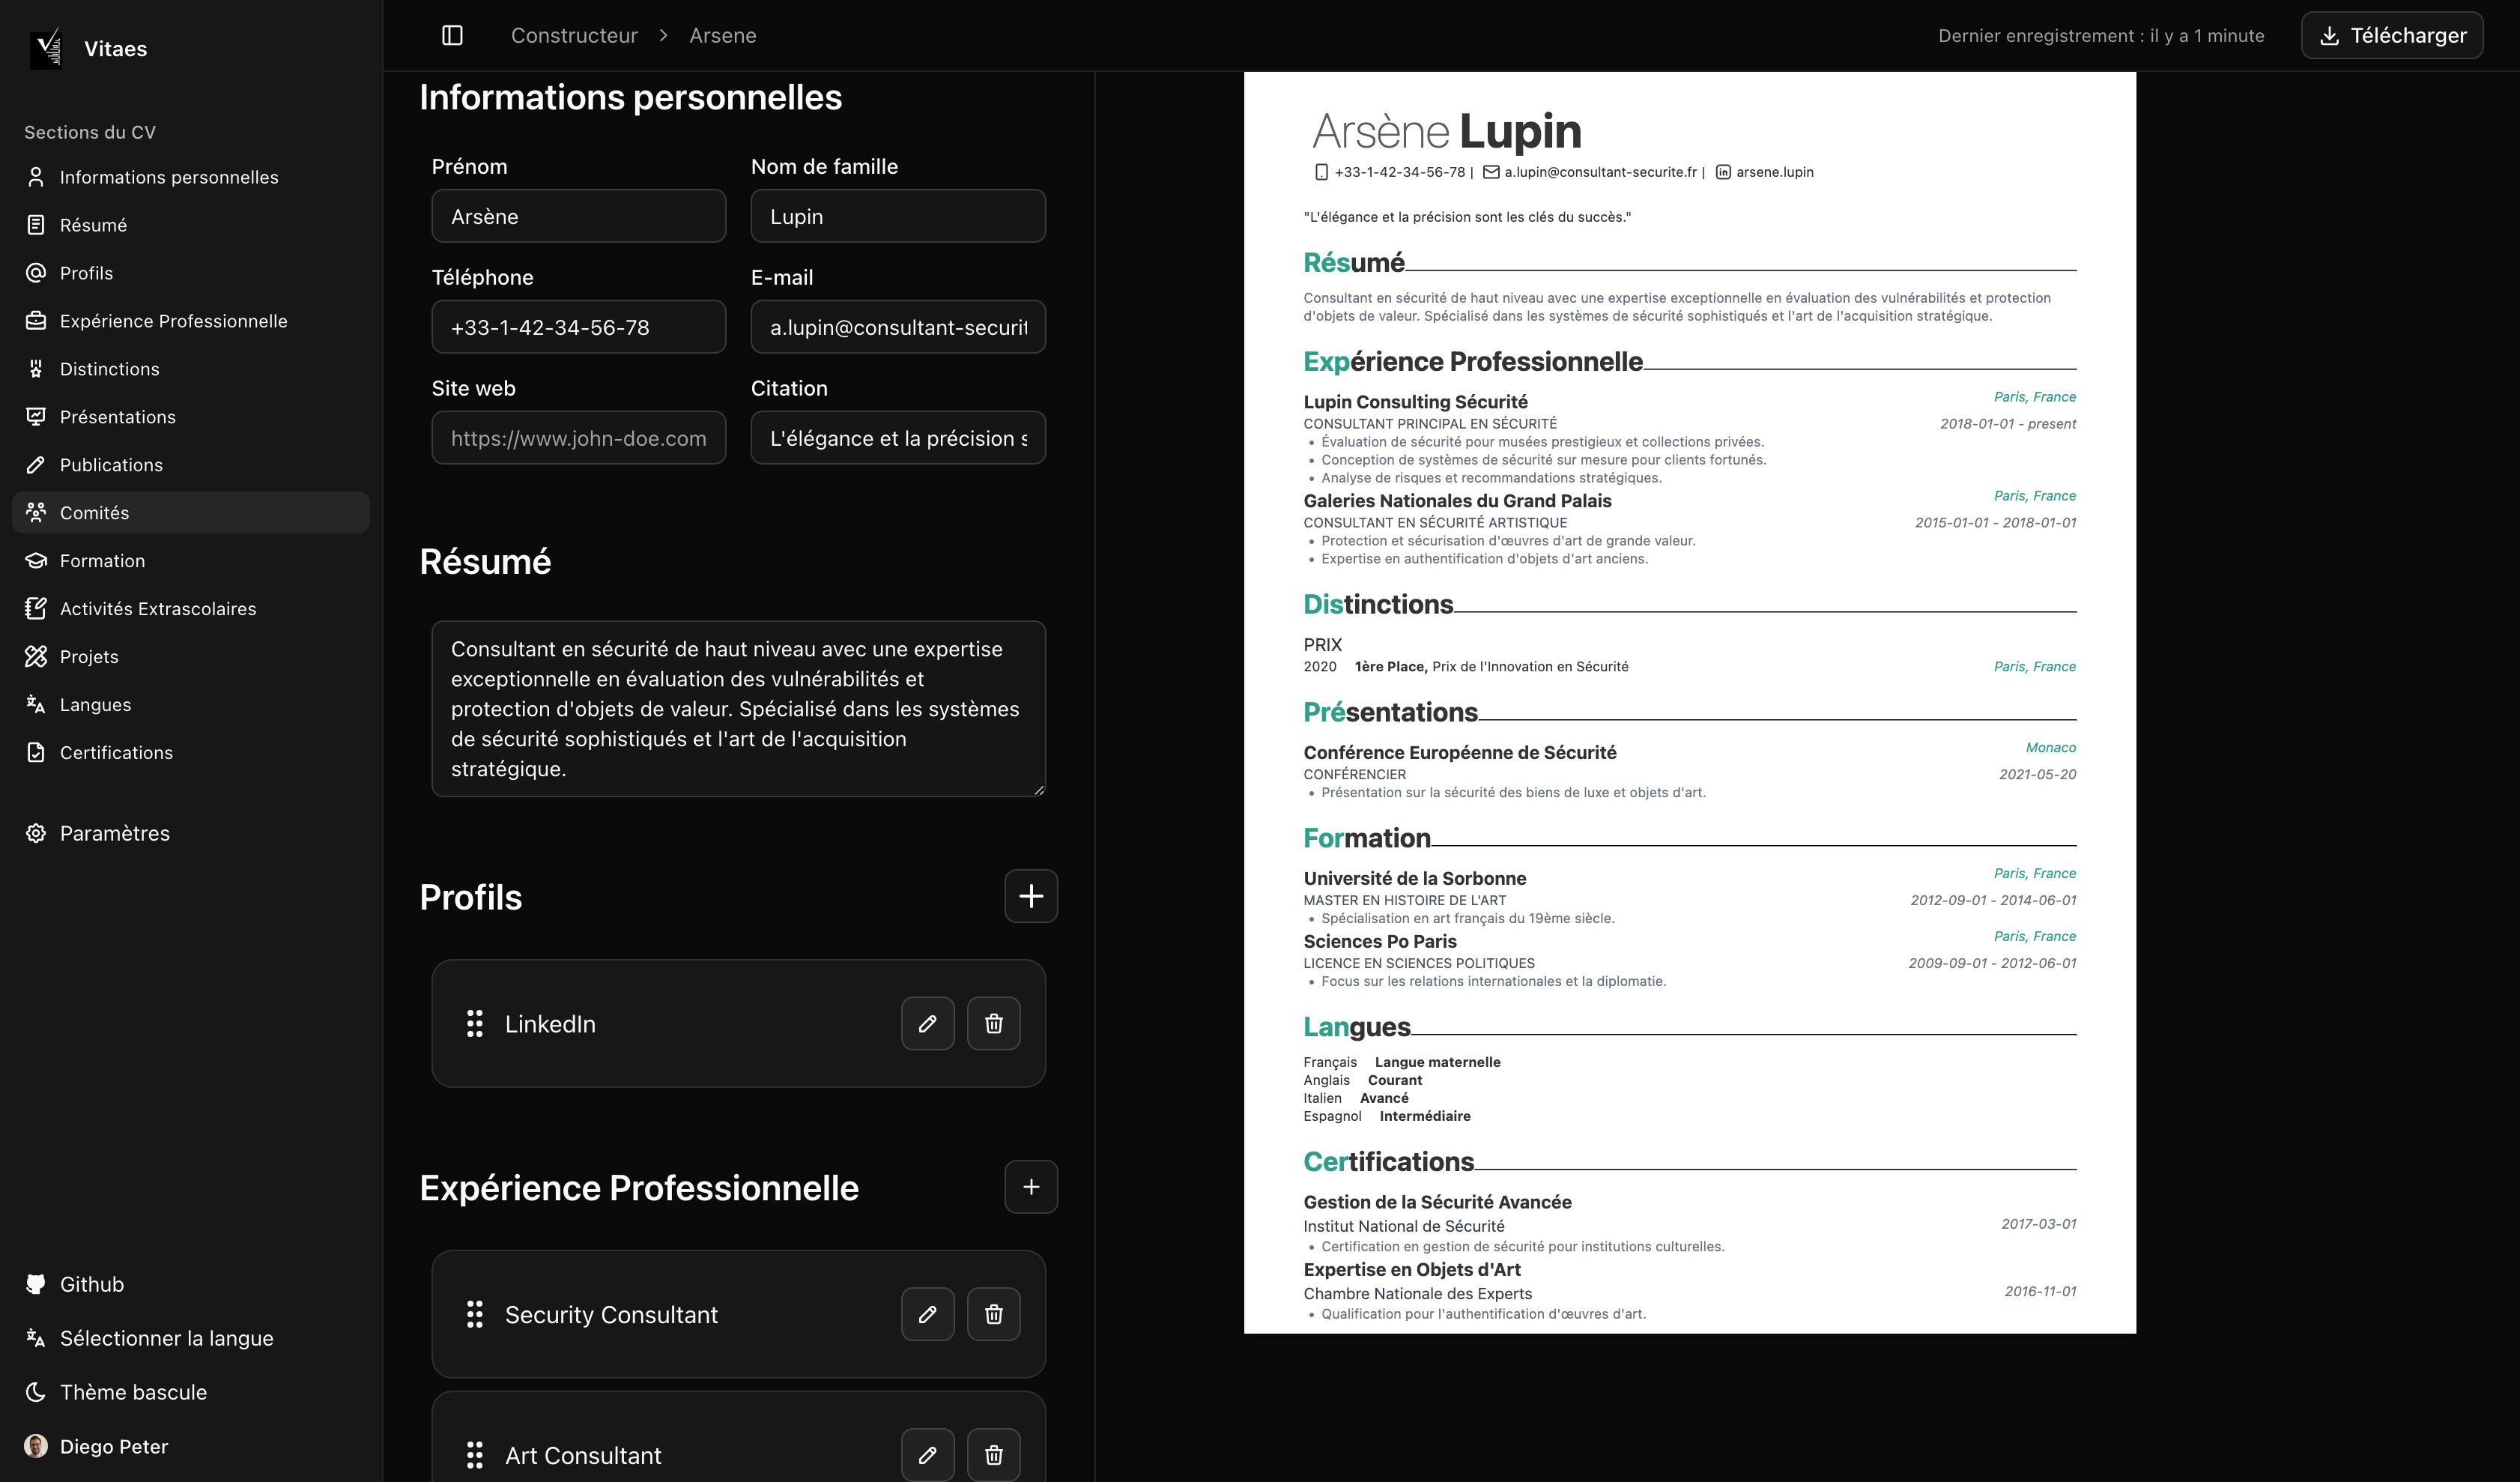 Vitaes
Sections du CV
Informations personnelles
Résumé
Profils
Expérience Professionnelle
Distinctions
Présentations
Publications
Comités
Formation
Activités Extrascolaires
Projets
Langues
Certifications
Paramètres
Github
Sélectionner la langue
Thème bascule
Diego Peter
Constructeur > Arsene
Dernier enregistrement : il y a 1 minute
Télécharger
Informations personnelles
Prénom
Nom de famille
Arsène
Lupin
Téléphone
E-mail
+33-1-42-34-56-78
a.lupin@consultant-securit
Site web
Citation
https://www.john-doe.com
L'élégance et la précision s
Résumé
Consultant en sécurité de haut niveau avec une expertise
exceptionnelle en évaluation des vulnérabilités et
protection d'objets de valeur. Spécialisé dans les systèmes
de sécurité sophistiqués et l'art de l'acquisition
stratégique.
Profils
LinkedIn
Expérience Professionnelle
Security Consultant
Art Consultant
Arsène Lupin
+33-1-42-34-56-78 | a.lupin@consultant-securite.fr | arsene.lupin
"L'élégance et la précision sont les clés du succès."
Résumé
Consultant en sécurité de haut niveau avec une expertise exceptionnelle en évaluation des vulnérabilités et protection
d'objets de valeur. Spécialisé dans les systèmes de sécurité sophistiqués et l'art de l'acquisition stratégique.
Expérience Professionnelle
Lupin Consulting Sécurité Paris, France
CONSULTANT PRINCIPAL EN SÉCURITÉ 2018-01-01 - present
• Évaluation de sécurité pour musées prestigieux et collections privées.
• Conception de systèmes de sécurité sur mesure pour clients fortunés.
• Analyse de risques et recommandations stratégiques.
Galeries Nationales du Grand Palais Paris, France
CONSULTANT EN SÉCURITÉ ARTISTIQUE 2015-01-01 - 2018-01-01
• Protection et sécurisation d'œuvres d'art de grande valeur.
• Expertise en authentification d'objets d'art anciens.
Distinctions
PRIX
2020 1ère Place, Prix de l'Innovation en Sécurité Paris, France
Présentations
Conférence Européenne de Sécurité Monaco
CONFÉRENCIER 2021-05-20
• Présentation sur la sécurité des biens de luxe et objets d'art.
Formation
Université de la Sorbonne Paris, France
MASTER EN HISTOIRE DE L'ART 2012-09-01 - 2014-06-01
• Spécialisation en art français du 19ème siècle.
Sciences Po Paris Paris, France
LICENCE EN SCIENCES POLITIQUES 2009-09-01 - 2012-06-01
• Focus sur les relations internationales et la diplomatie.
Langues
Français Langue maternelle
Anglais Courant
Italien Avancé
Espagnol Intermédiaire
Certifications
Gestion de la Sécurité Avancée
Institut National de Sécurité 2017-03-01
• Certification en gestion de sécurité pour institutions culturelles.
Expertise en Objets d'Art
Chambre Nationale des Experts 2016-11-01
• Qualification pour l'authentification d'œuvres d'art.